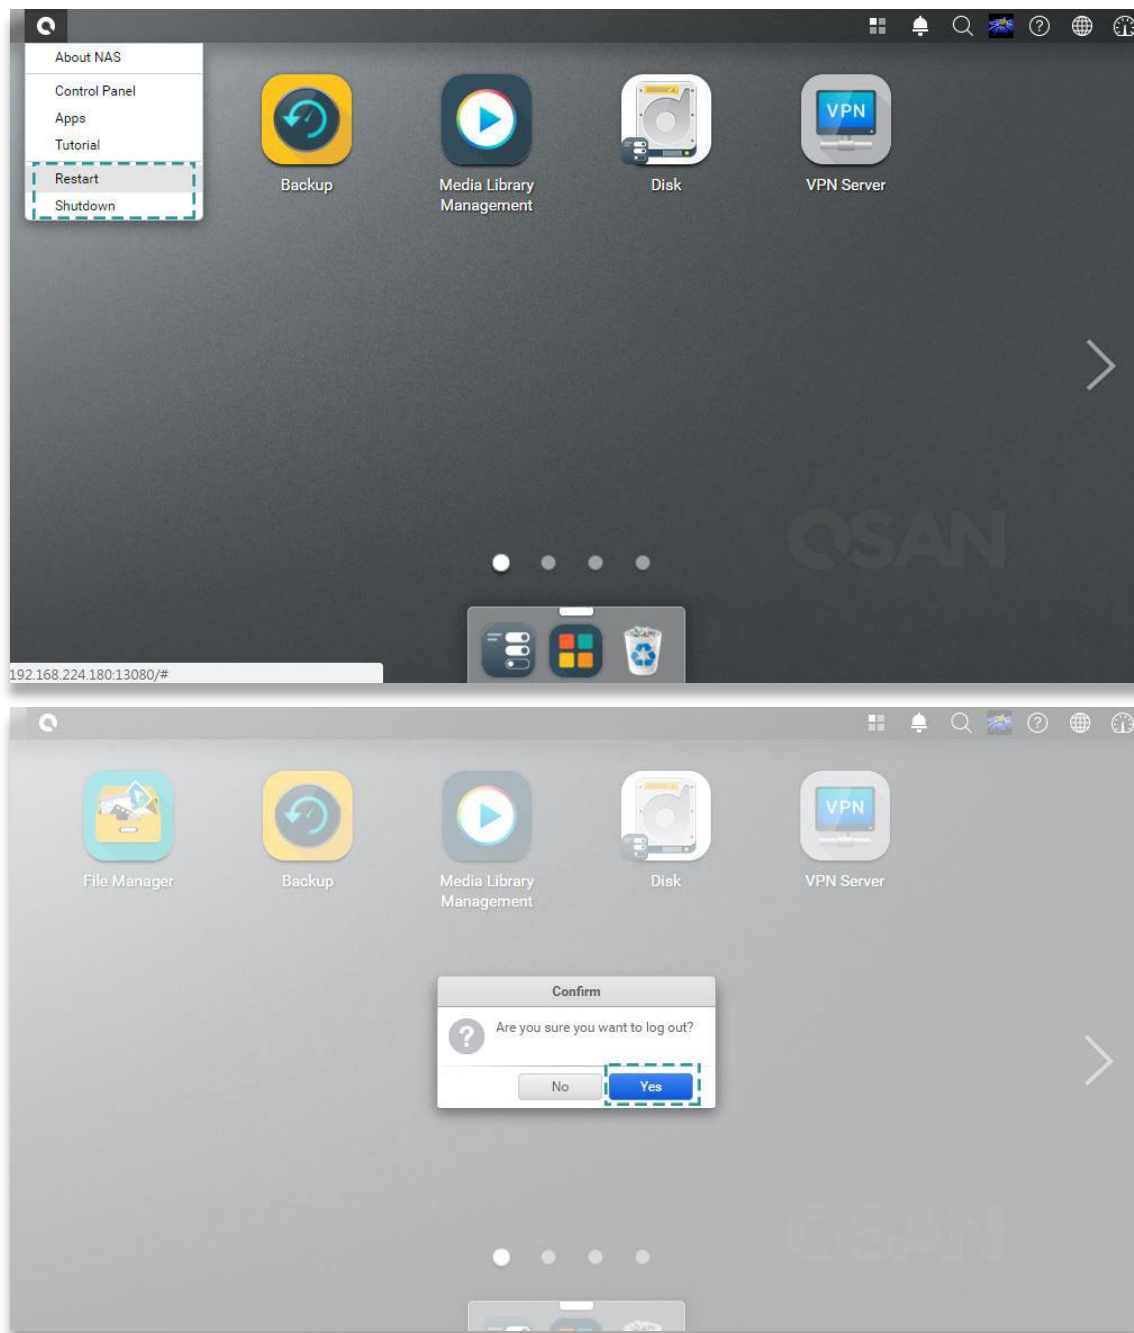 About NAS
Control Panel
Apps
Tutorial
Restart
Shutdown
Backup
Media Library
Management
Disk
VPN
VPN Server
QSAN
192.168.224.180:13080/#
File Manager
Backup
Media Library
Management
Disk
VPN
VPN Server
Confirm
Are you sure you want to log out?
No
Yes
QSAN